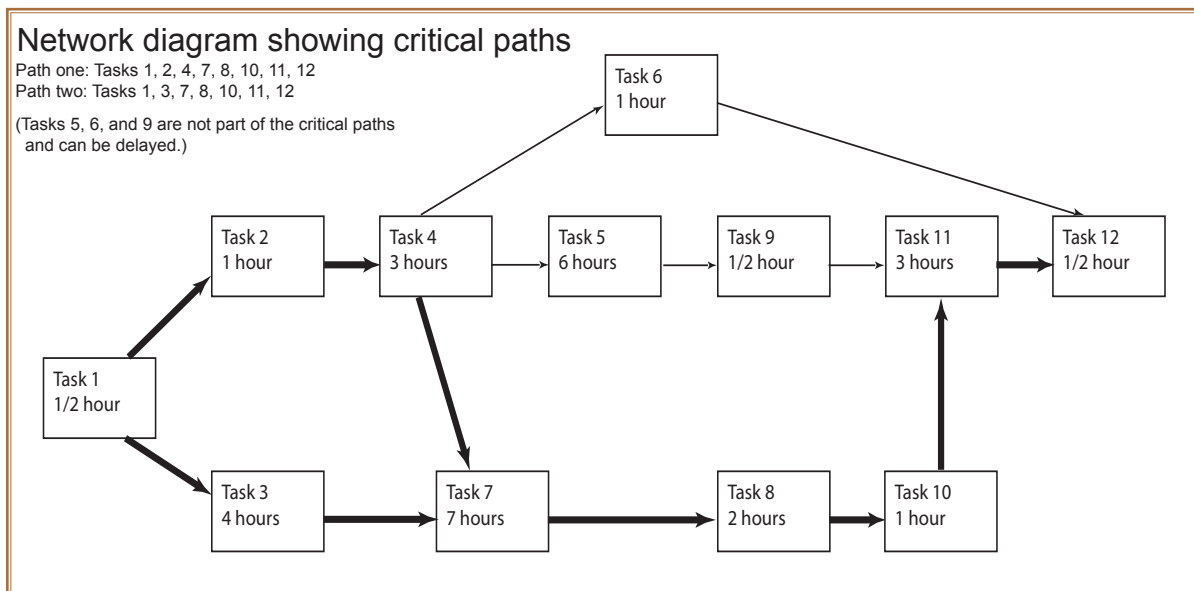 Network diagram showing critical paths
Path one: Tasks 1, 2, 4, 7, 8, 10, 11, 12
Path two: Tasks 1, 3, 7, 8, 10, 11, 12
(Tasks 5, 6, and 9 are not part of the critical paths
and can be delayed.)
Task 6
1 hour
Task 2
1 hour
Task 4
3 hours
Task 5
6 hours
Task 9
1/2 hour
Task 11
3 hours
Task 12
1/2 hour
Task 1
1/2 hour
Task 3
4 hours
Task 7
7 hours
Task 8
2 hours
Task 10
1 hour